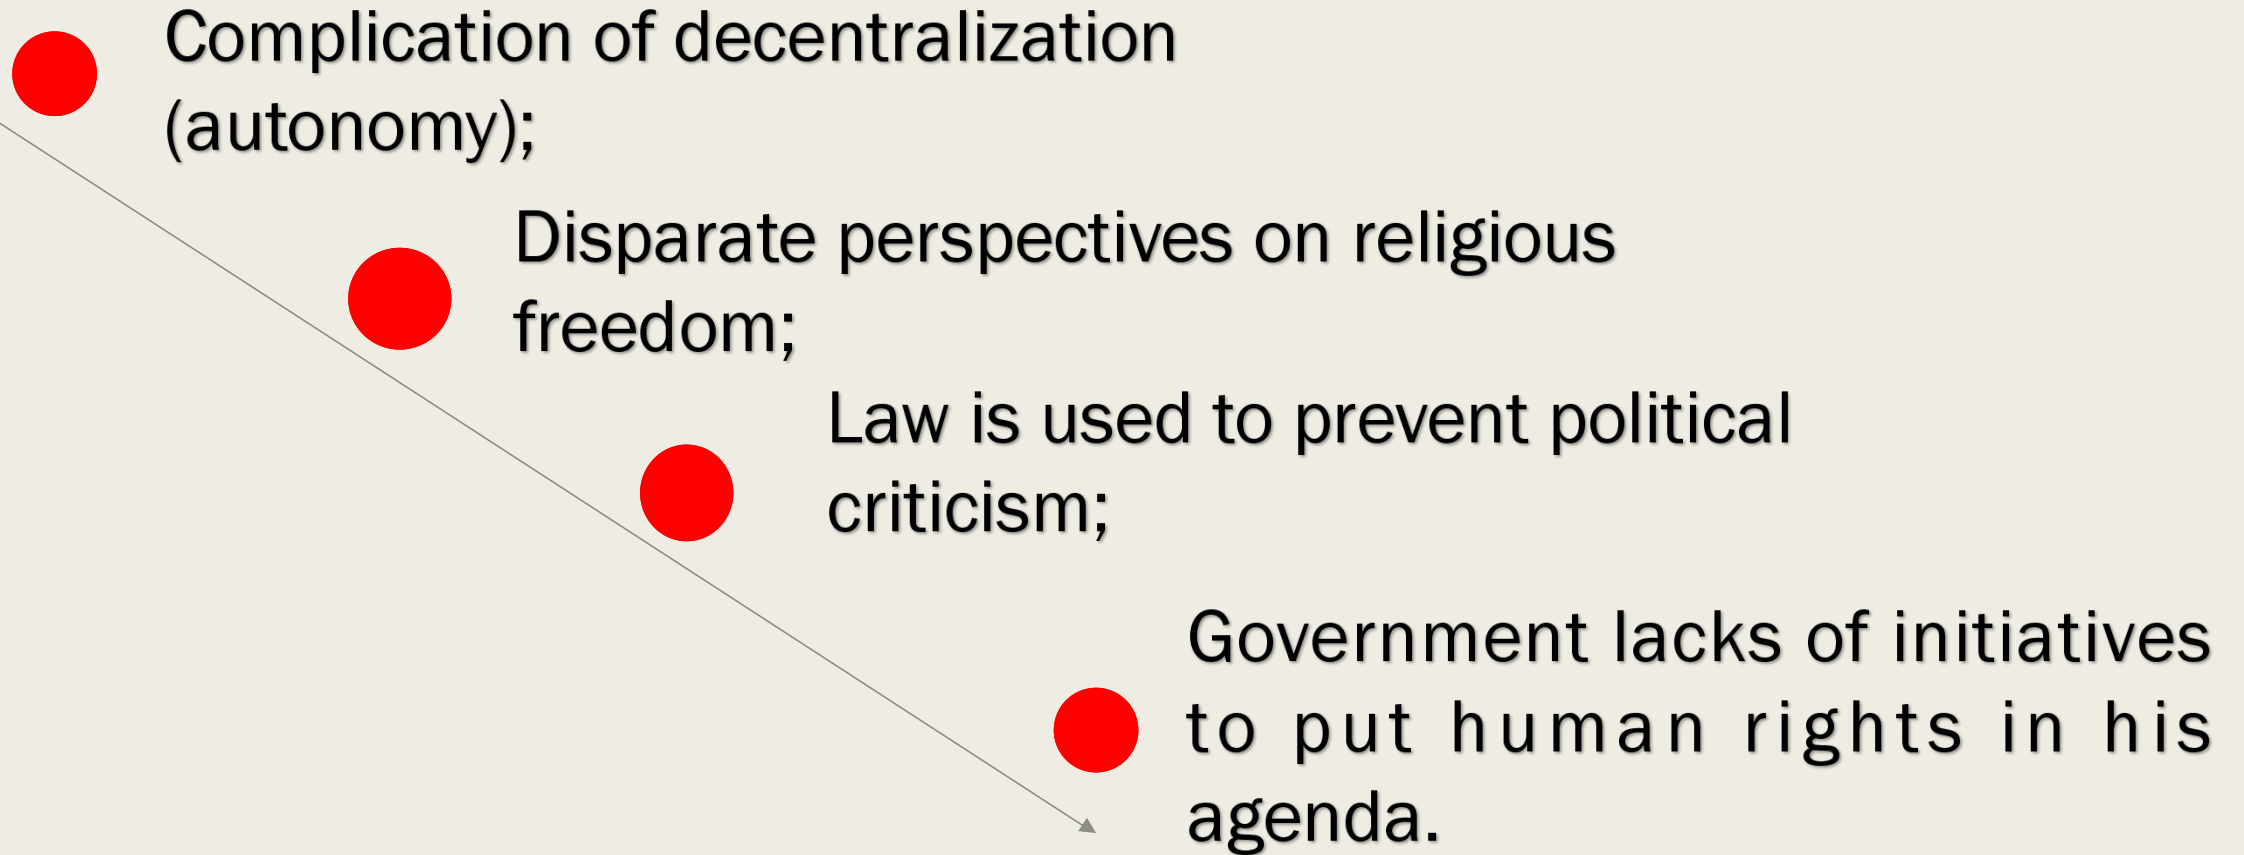 Complication of decentralization
(autonomy);
Disparate perspectives on religious
freedom;
Law is used to prevent political
criticism;
Government lacks of initiatives
to put human rights in his
agenda.